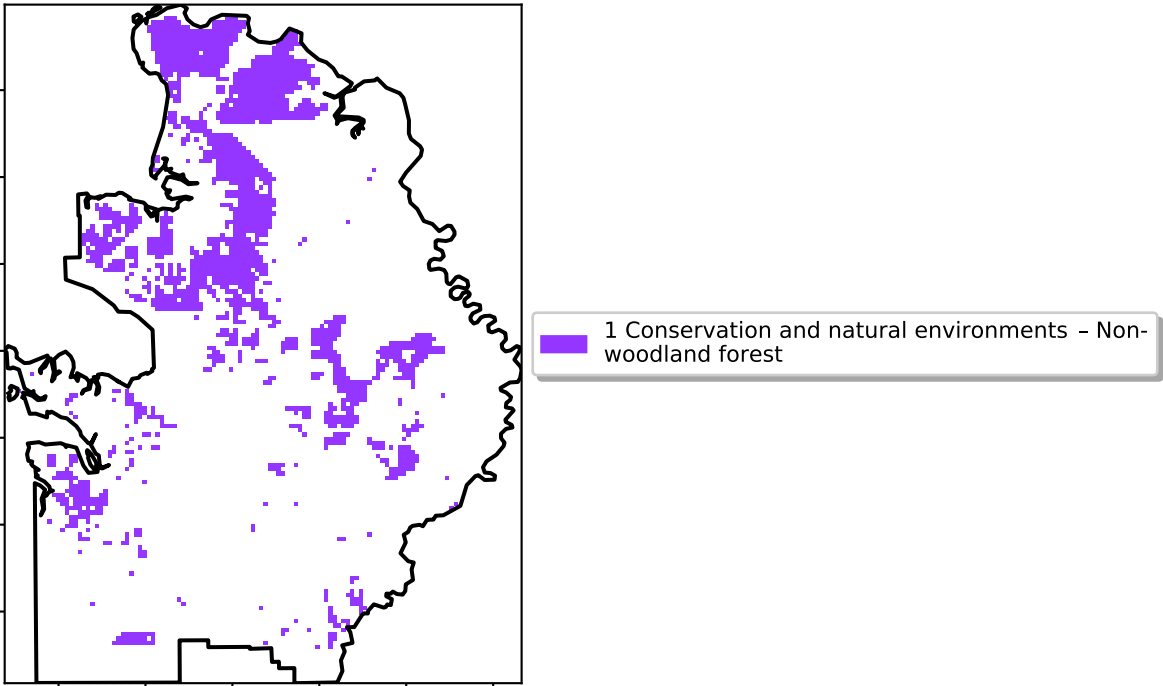 1 Conservation and natural environments – Non-
woodland forest